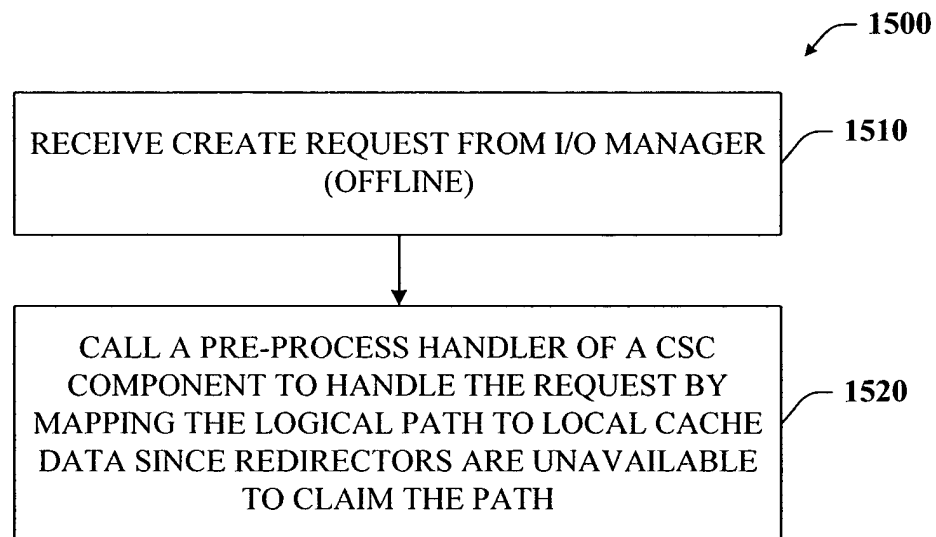 1500
RECEIVE CREATE REQUEST FROM I/O MANAGER
(OFFLINE)
1510
CALL A PRE-PROCESS HANDLER OF A CSC
COMPONENT TO HANDLE THE REQUEST BY
MAPPING THE LOGICAL PATH TO LOCAL CACHE
DATA SINCE REDIRECTORS ARE UNAVAILABLE
TO CLAIM THE PATH
1520